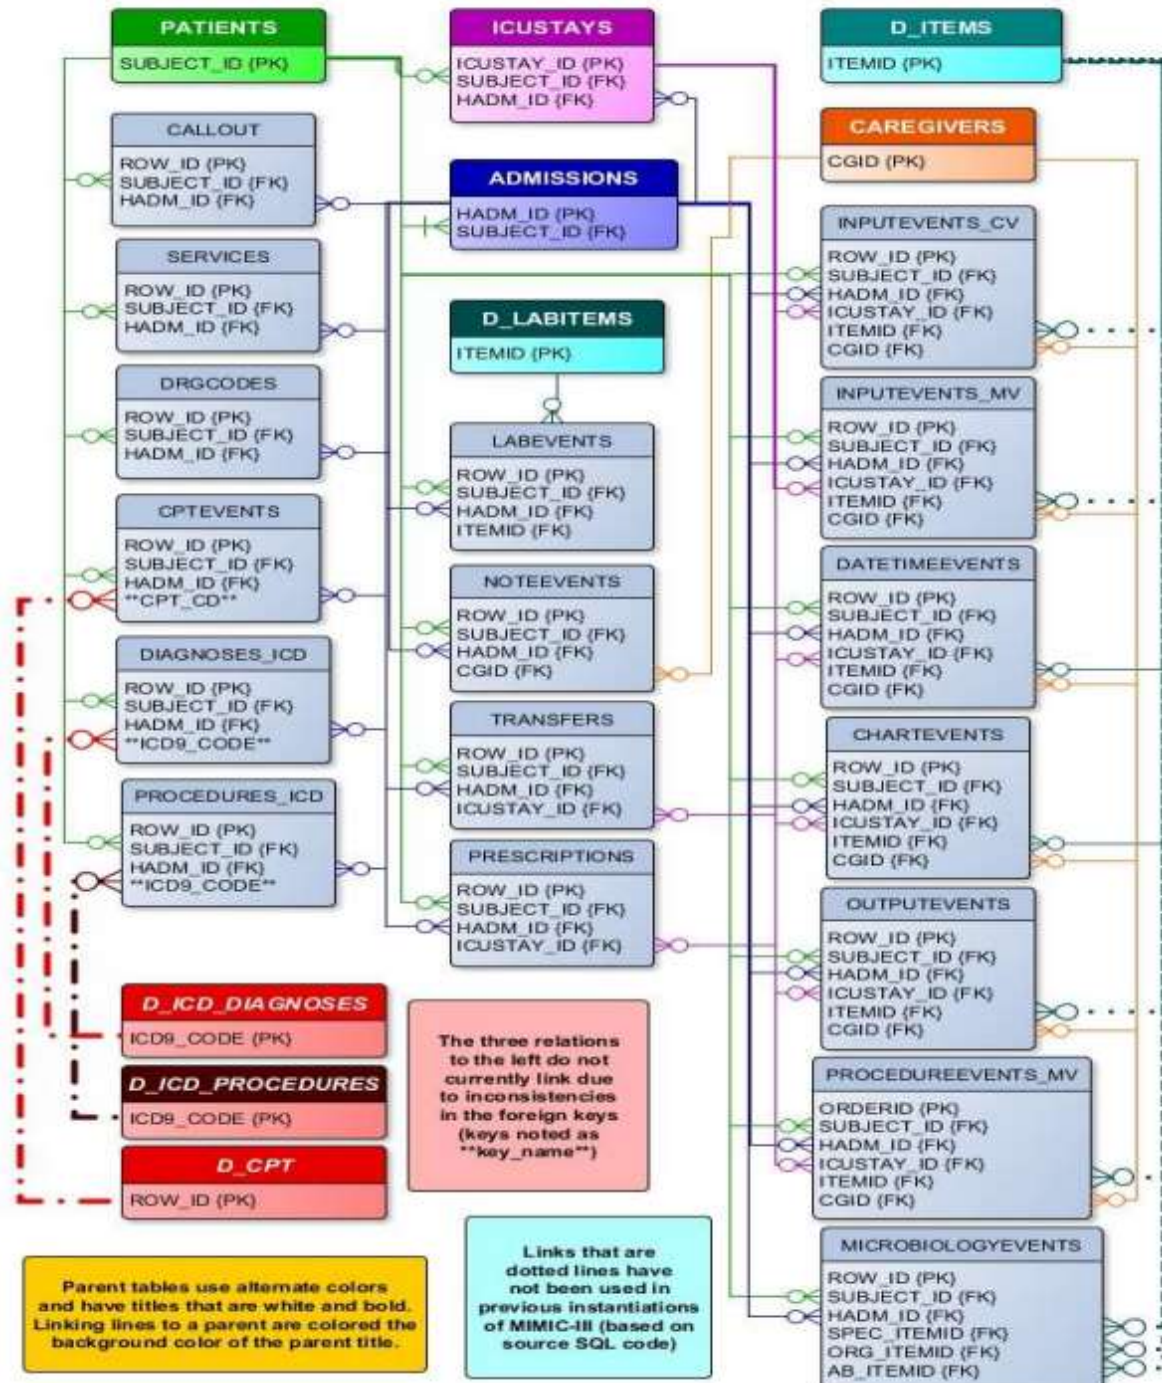 PATIENTS
SUBJECT_ID {PK}
CALLOUT
ROW_ID {PK}
SUBJECT_ID {FK}
HADM_ID {FK}
SERVICES
ROW_ID {PK}
SUBJECT_ID {FK}
HADM_ID {FK}
DRGCODES
ROW_ID {PK}
SUBJECT_ID {FK}
HADM_ID {FK}
CPTEVENTS
ROW_ID {PK}
SUBJECT_ID {FK}
HADM_ID {FK}
**CPT_CD**
DIAGNOSES_ICD
ROW_ID {PK}
SUBJECT_ID {FK}
HADM_ID {FK}
**ICD9_CODE**
PROCEDURES_ICD
ROW_ID {PK}
SUBJECT_ID {FK}
HADM_ID {FK}
**ICD9_CODE**
D_ICD_DIAGNOSES
ICD9_CODE {PK}
D_ICD_PROCEDURES
ICD9_CODE {PK}
D_CPT
ROW_ID {PK}
Parent tables use alternate colors
and have titles that are white and bold.
Linking lines to a parent are colored the
background color of the parent title.
ICUSTAYS
ICUSTAY_ID {PK}
SUBJECT_ID {FK}
HADM_ID {FK}
ADMISSIONS
HADM_ID {PK}
SUBJECT_ID {FK}
D_LABITEMS
ITEMID {PK}
LABEVENTS
ROW_ID {PK}
SUBJECT_ID {FK}
HADM_ID {FK}
ITEMID {FK}
NOTEEVENTS
ROW_ID {PK}
SUBJECT_ID {FK}
HADM_ID {FK}
CGID {FK}
TRANSFERS
ROW_ID {PK}
SUBJECT_ID {FK}
HADM_ID {FK}
ICUSTAY_ID {FK}
PRESCRIPTIONS
ROW_ID {PK}
SUBJECT_ID {FK}
HADM_ID {FK}
ICUSTAY_ID {FK}
The three relations
to the left do not
currently link due
to inconsistencies
in the foreign keys
(keys noted as
**key_name**)
Links that are
dotted lines have
not been used in
previous instantiations
of MIMIC-III (based on
source SQL code)
D_ITEMS
ITEMID {PK}
CAREGIVERS
CGID {PK}
INPUTEVENTS_CV
ROW_ID {PK}
SUBJECT_ID {FK}
HADM_ID {FK}
ICUSTAY_ID {FK}
ITEMID {FK}
CGID {FK}
INPUTEVENTS_MV
ROW_ID {PK}
SUBJECT_ID {FK}
HADM_ID {FK}
ICUSTAY_ID {FK}
ITEMID {FK}
CGID {FK}
DATETIMEEVENTS
ROW_ID {PK}
SUBJECT_ID {FK}
HADM_ID {FK}
ICUSTAY_ID {FK}
ITEMID {FK}
CGID {FK}
CHARTEVENTS
ROW_ID {PK}
SUBJECT_ID {FK}
HADM_ID {FK}
ICUSTAY_ID {FK}
ITEMID {FK}
CGID {FK}
OUTPUTEVENTS
ROW_ID {PK}
SUBJECT_ID {FK}
HADM_ID {FK}
ICUSTAY_ID {FK}
ITEMID {FK}
CGID {FK}
PROCEDUREEVENTS_MV
ORDERID {PK}
SUBJECT_ID {FK}
HADM_ID {FK}
ICUSTAY_ID {FK}
ITEMID {FK}
CGID {FK}
MICROBIOLOGYEVENTS
ROW_ID {PK}
SUBJECT_ID {FK}
HADM_ID {FK}
SPEC_ITEMID {FK}
ORG_ITEMID {FK}
AB_ITEMID {FK}